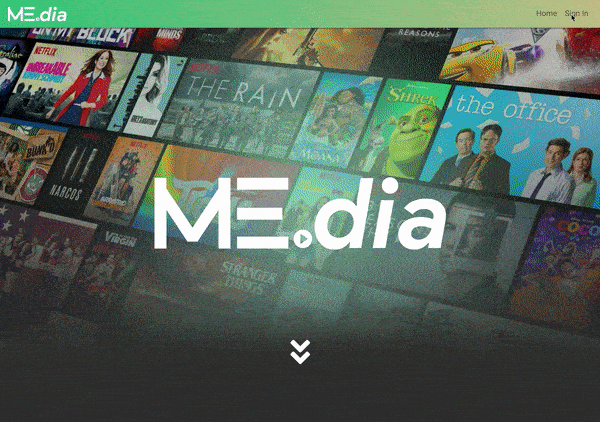 ME.dia
Home
Sign In
ON MY BLOCK
REASONS
NETFLIX
UNBREAKABLE
KIMMY SCHMIDT
NETFLIX
THE RAIN
MOANA
SHREK
the office
NARCOS
ME.dia
VIRGIN
STRANGER
THINGS
COCO